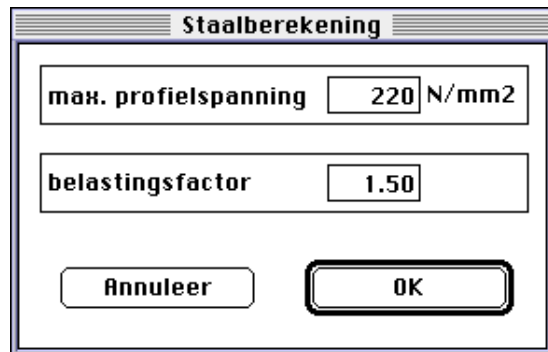 Staalberekening
max. profielspanning 220 N/mm2
belastingsfactor 1.50
Annuleer OK